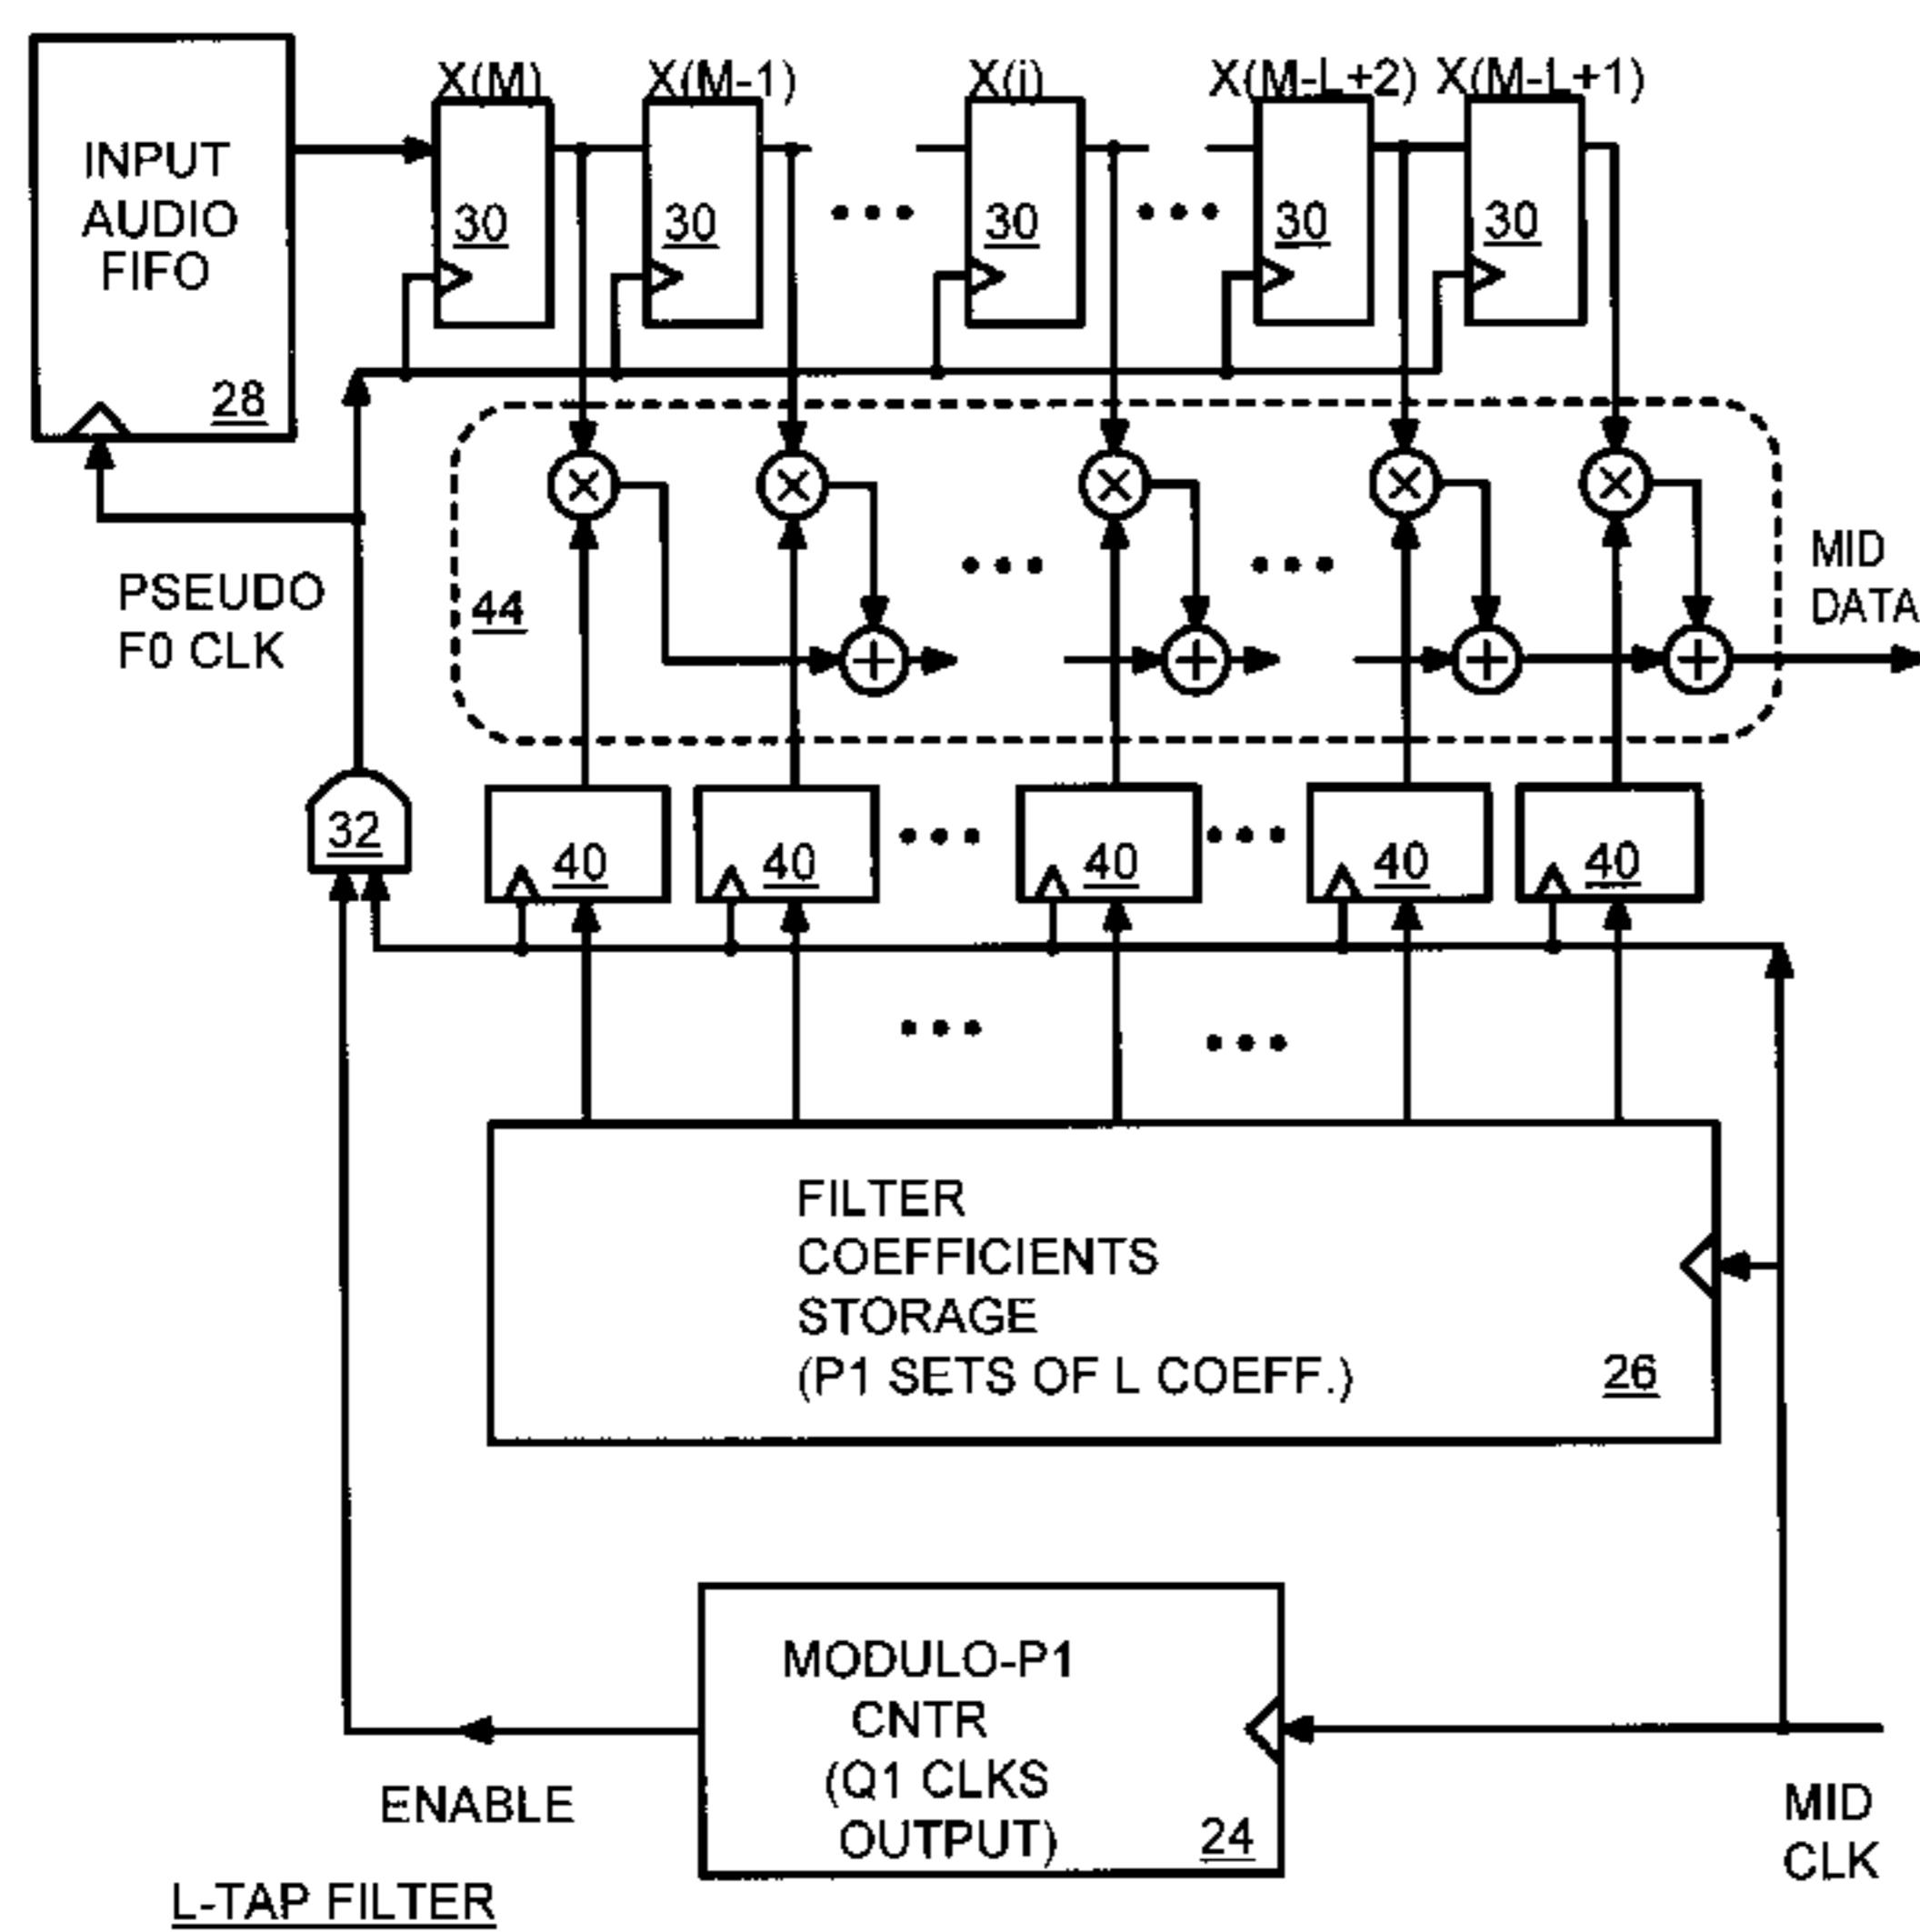 X(M) X(M-1) X(i) X(M-L+2) X(M-L+1)
INPUT
AUDIO
FIFO
28
30 30 30 30 30
PSEUDO
F0 CLK
44
MID
DATA
32
40 40 40 40 40
FILTER
COEFFICIENTS
STORAGE
(P1 SETS OF L COEFF.)
26
MODULO-P1
CNTR
(Q1 CLKS
OUTPUT)
24
ENABLE
MID
CLK
L-TAP FILTER